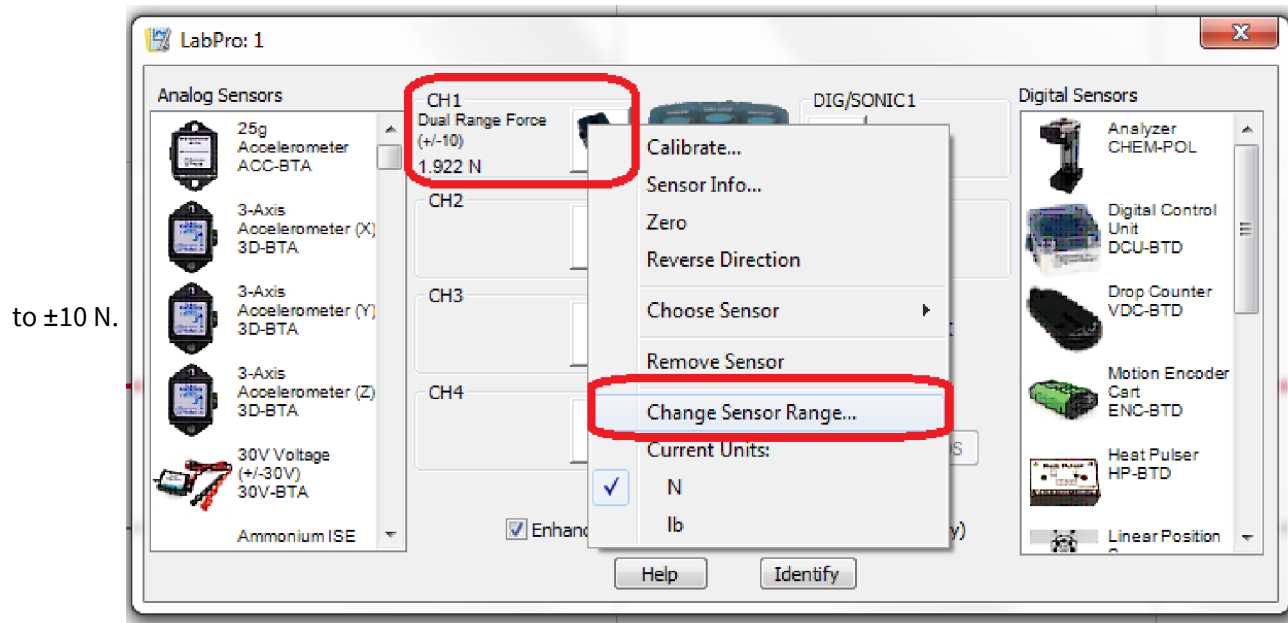 LabPro: 1
to ±10 N.
Analog Sensors
25g
Accelerometer
ACC-BTA
3-Axis
Accelerometer (X)
3D-BTA
3-Axis
Accelerometer (Y)
3D-BTA
3-Axis
Accelerometer (Z)
3D-BTA
30V Voltage
(+/-30V)
30V-BTA
Ammonium ISE
CH1
Dual Range Force
(+/-10)
1.922 N
CH2
CH3
CH4
DIG/SONIC1
Calibrate...
Sensor Info...
Zero
Reverse Direction
Choose Sensor
Remove Sensor
Change Sensor Range...
Current Units:
N
lb
Digital Sensors
Analyzer
CHEM-POL
Digital Control
Unit
DCU-BTD
Drop Counter
VDC-BTD
Motion Encoder
Cart
ENC-BTD
Heat Pulser
HP-BTD
Linear Position
Help
Identify